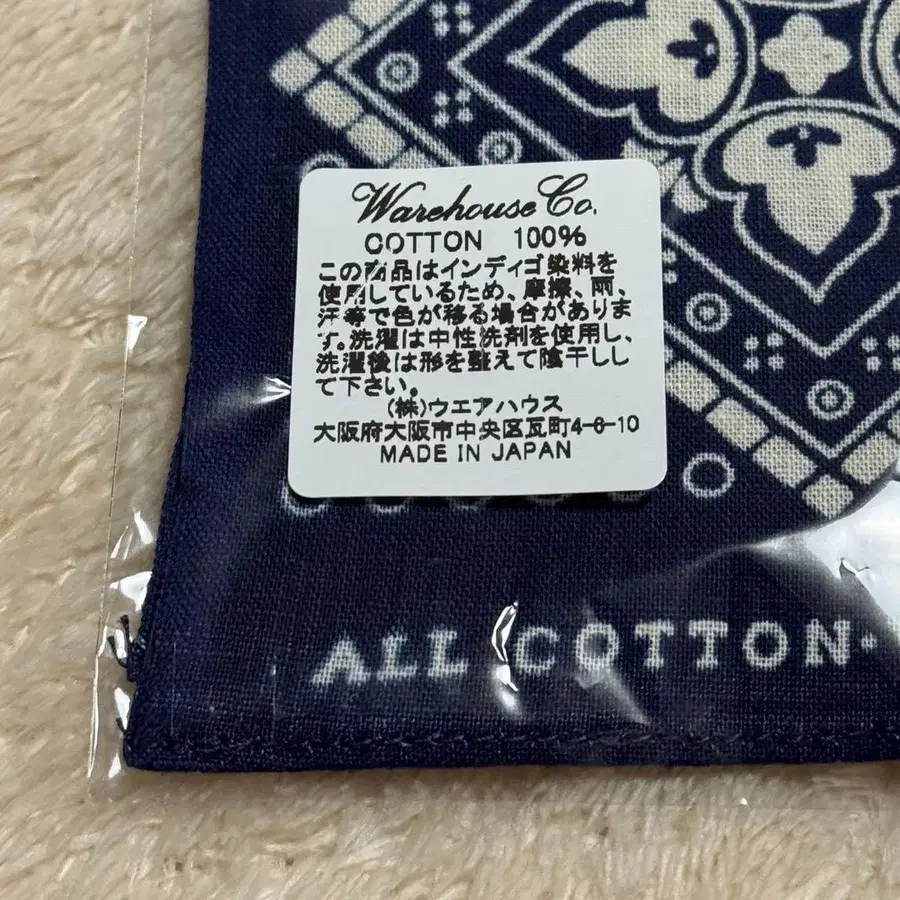 Warehouse Co.
COTTON 100%
この商品はインディゴ染料を
使用しているため、摩擦、雨、
汗等で色が移る場合がありま
す。洗濯は中性洗剤を使用し、
洗濯後は形を整えて陰干しし
て下さい。
(株)ウエアハウス
大阪府大阪市中央区瓦町4-6-10
MADE IN JAPAN
ALL COTTON·